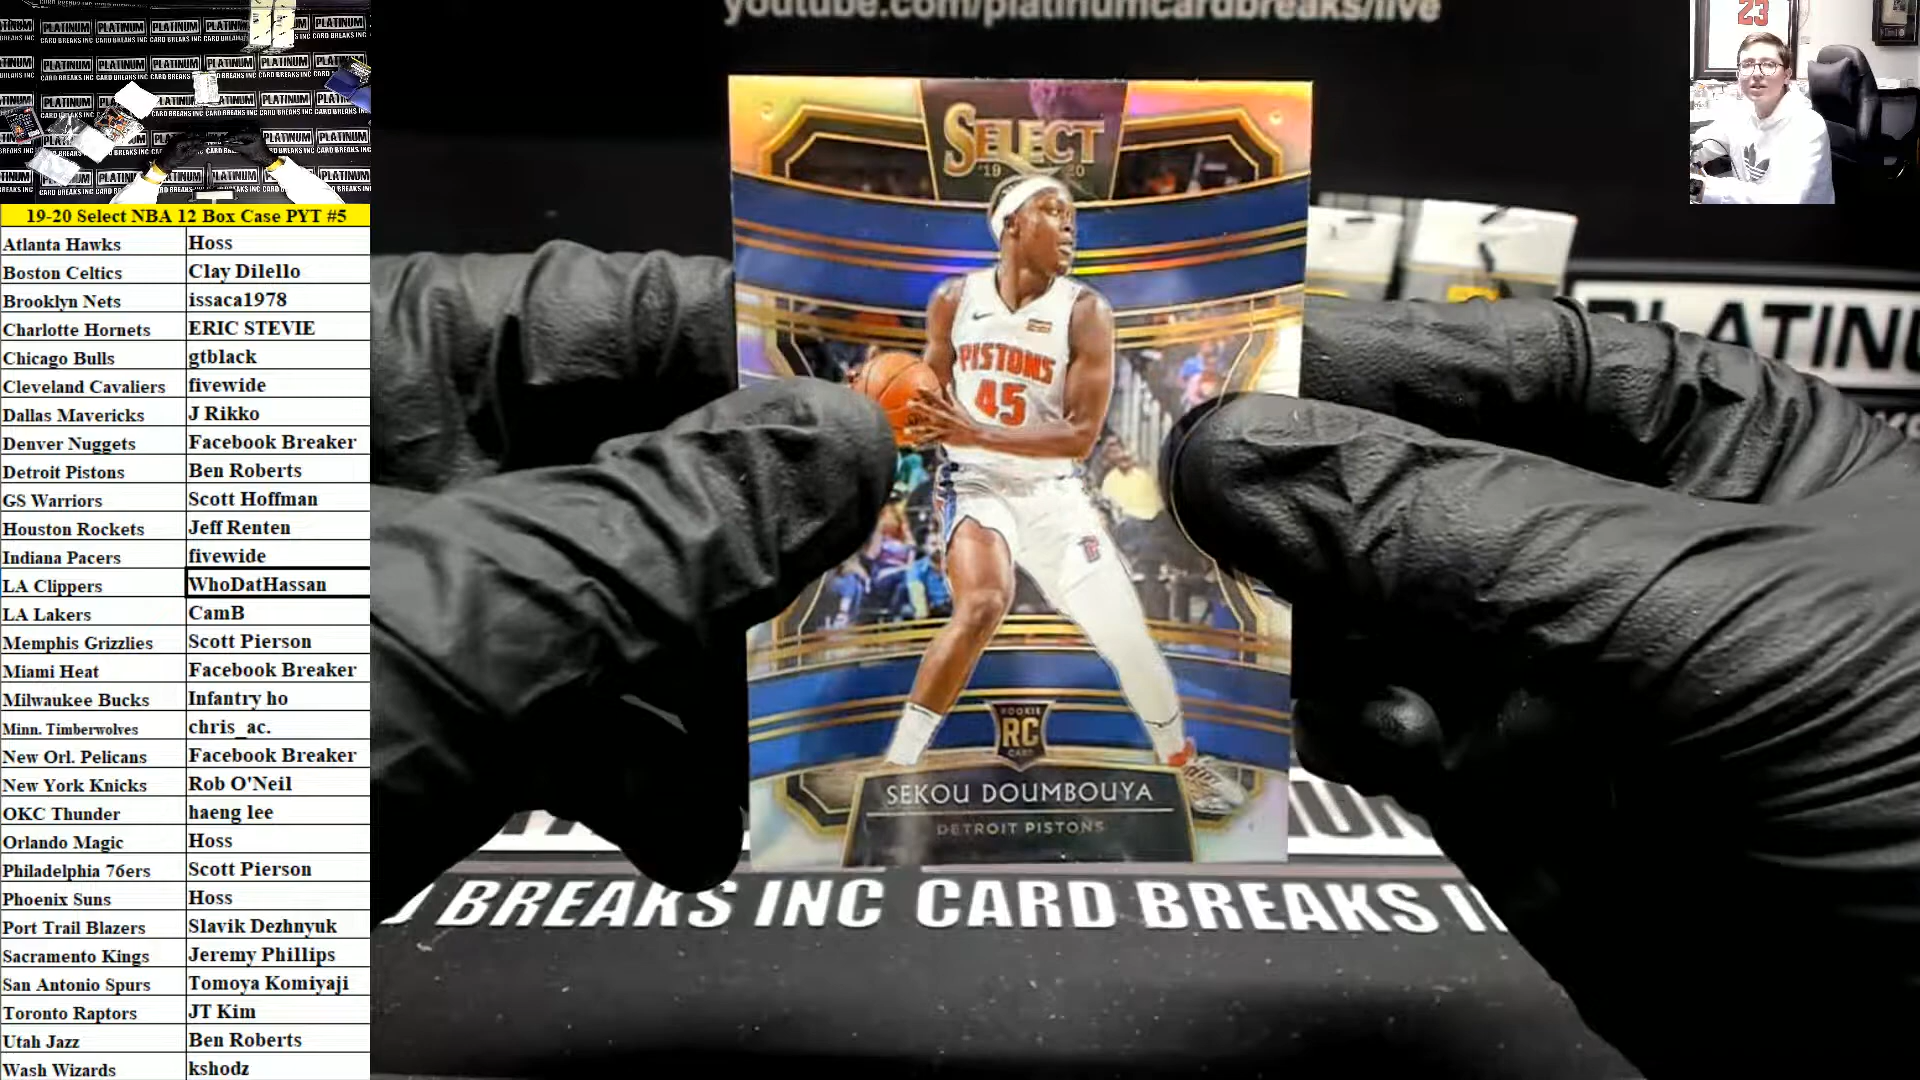 youtube.com/platinumcardbreaks/live
23
19-20 Select NBA 12 Box Case PYT #5
Atlanta Hawks Hoss
Boston Celtics Clay Dilello
Brooklyn Nets issaca1978
Charlotte Hornets ERIC STEVIE
Chicago Bulls gtblack
Cleveland Cavaliers fivewide
Dallas Mavericks J Rikko
Denver Nuggets Facebook Breaker
Detroit Pistons Ben Roberts
GS Warriors Scott Hoffman
Houston Rockets Jeff Renten
Indiana Pacers fivewide
LA Clippers WhoDatHassan
LA Lakers CamB
Memphis Grizzlies Scott Pierson
Miami Heat Facebook Breaker
Milwaukee Bucks Infantry ho
Minn. Timberwolves chris_ac.
New Orl. Pelicans Facebook Breaker
New York Knicks Rob O'Neil
OKC Thunder haeng lee
Orlando Magic Hoss
Philadelphia 76ers Scott Pierson
Phoenix Suns Hoss
Port Trail Blazers Slavik Dezhnyuk
Sacramento Kings Jeremy Phillips
San Antonio Spurs Tomoya Komiyaji
Toronto Raptors JT Kim
Utah Jazz Ben Roberts
Wash Wizards kshodz
SELECT
19 20
PISTONS
45
ROOKIE
RC
CARD
SEKOU DOUMBOUYA
DETROIT PISTONS
PLATINU
BREAKS INC CARD BREAKS I